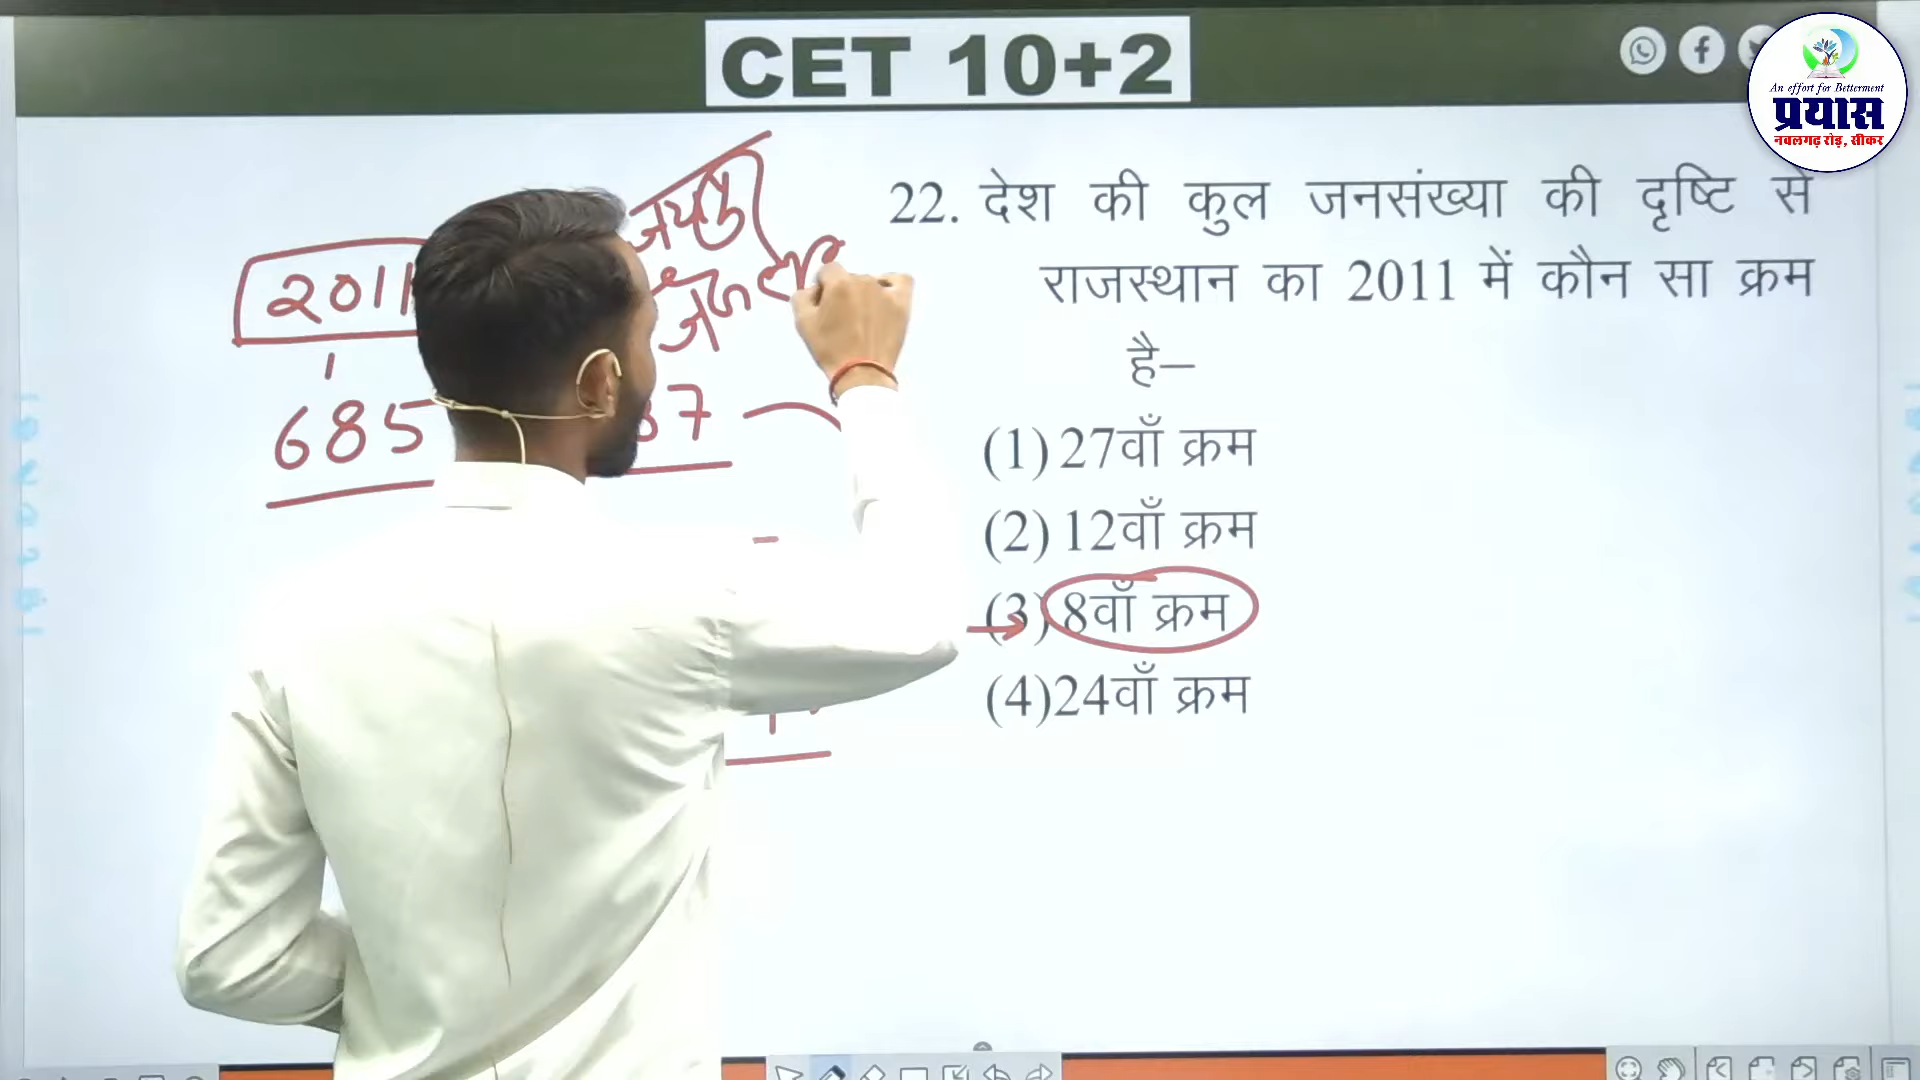 CET 10+2
An effort for Betterment
प्रयास
नवलगढ़ रोड़, सीकर
2011
685
37
22. देश की कुल जनसंख्या की दृष्टि से
राजस्थान का 2011 में कौन सा क्रम
है–
(1) 27वाँ क्रम
(2) 12वाँ क्रम
(3) 8वाँ क्रम
(4) 24वाँ क्रम